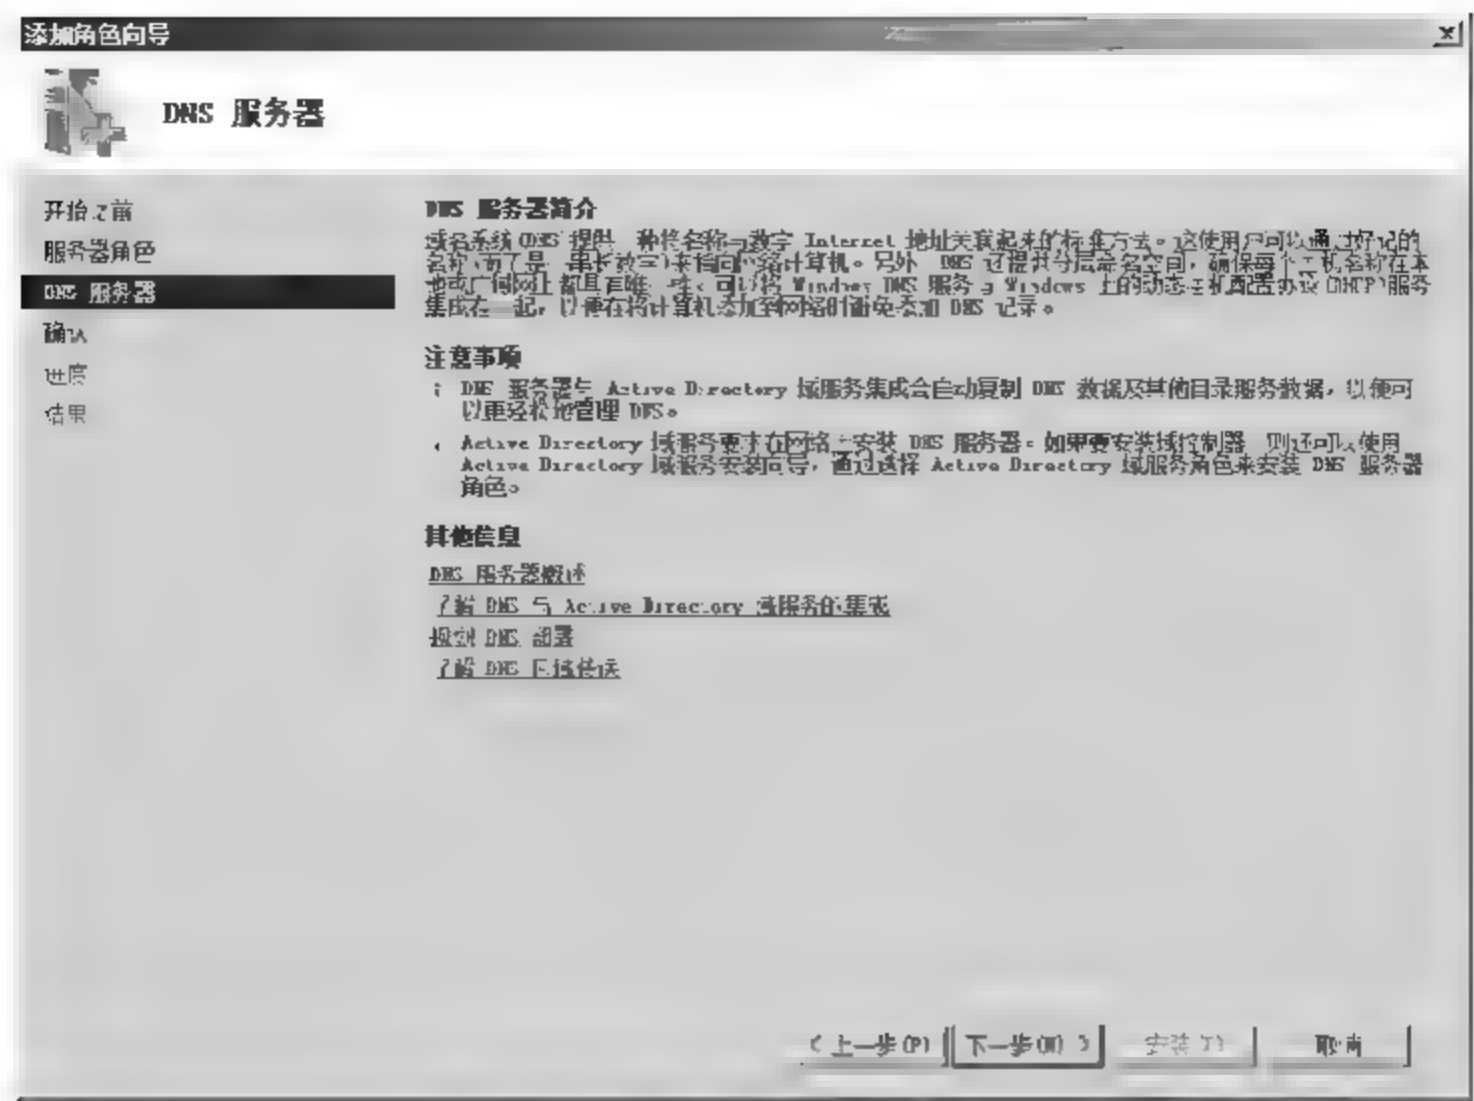 添加角色向导
DNS 服务器
开始之前
服务器角色
DNS 服务器
确认
进度
结果
DNS 服务器简介
域名系统(DNS)提供一种将名称与数字 Internet 地址关联起来的标准方法。这使用户可以通过好记的
名称(而不是一串长数字)来指向网络计算机。另外，DNS 还提供分层命名空间，确保每个主机名称在本
地或广域网上都具有唯一性。可以将 Windows DNS 服务与 Windows 上的动态主机配置协议(DHCP)服务
集成在一起，以便在将计算机添加到网络时避免添加 DNS 记录。
注意事项
DNS 服务器与 Active Directory 域服务集成会自动复制 DNS 数据及其他目录服务数据，以便可
以更轻松地管理 DNS。
Active Directory 域服务要求在网络上安装 DNS 服务器。如果要安装域控制器，则还可以使用
Active Directory 域服务安装向导，通过选择 Active Directory 域服务角色来安装 DNS 服务器
角色。
其他信息
DNS 服务器概述
了解 DNS 与 Active Directory 域服务的集成
规划 DNS 部署
了解 DNS 区域传送
< 上一步(P)
下一步(N) >
安装(I)
取消